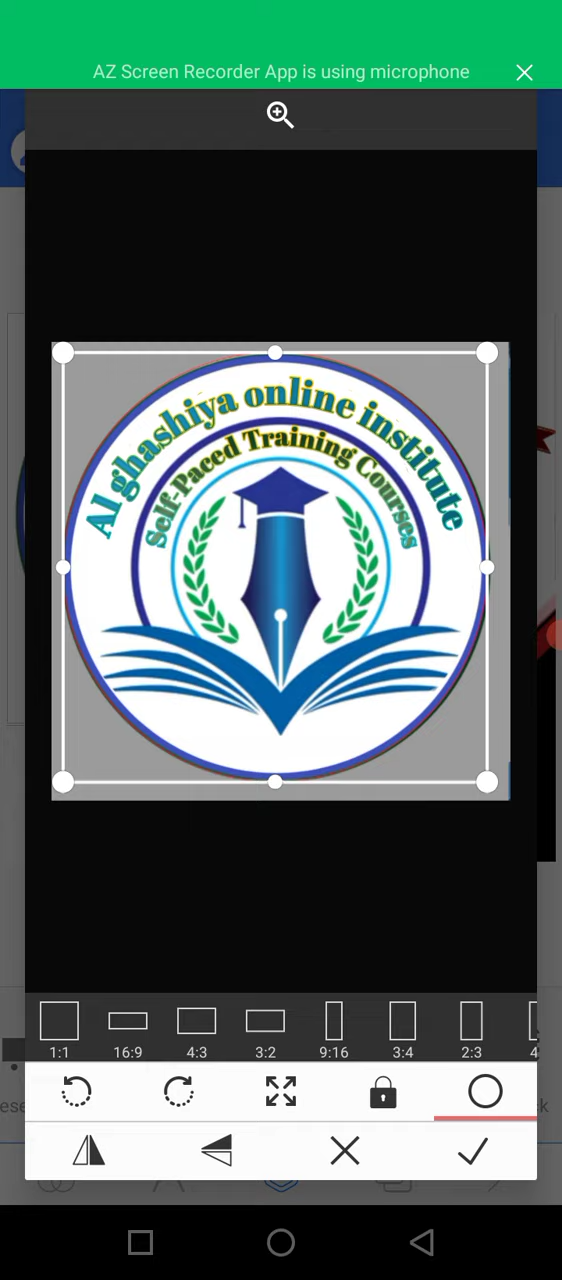 AZ Screen Recorder App is using microphone
Al ghashiya online institute
Self-Paced Training Courses
1:1 16:9 4:3 3:2 9:16 3:4 2:3